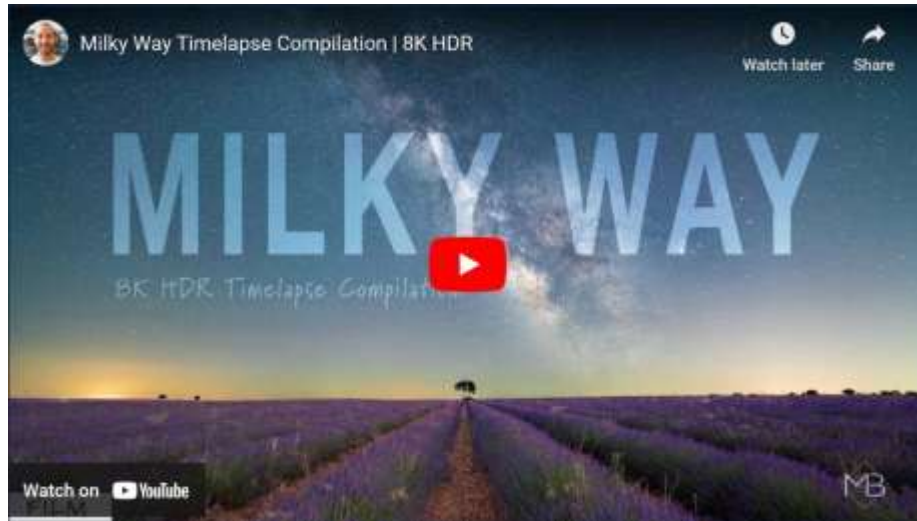 Milky Way Timelapse Compilation | 8K HDR
Watch later
Share
MILKY WAY
8K HDR Timelapse Compilation
Watch on YouTube
FILM
MB